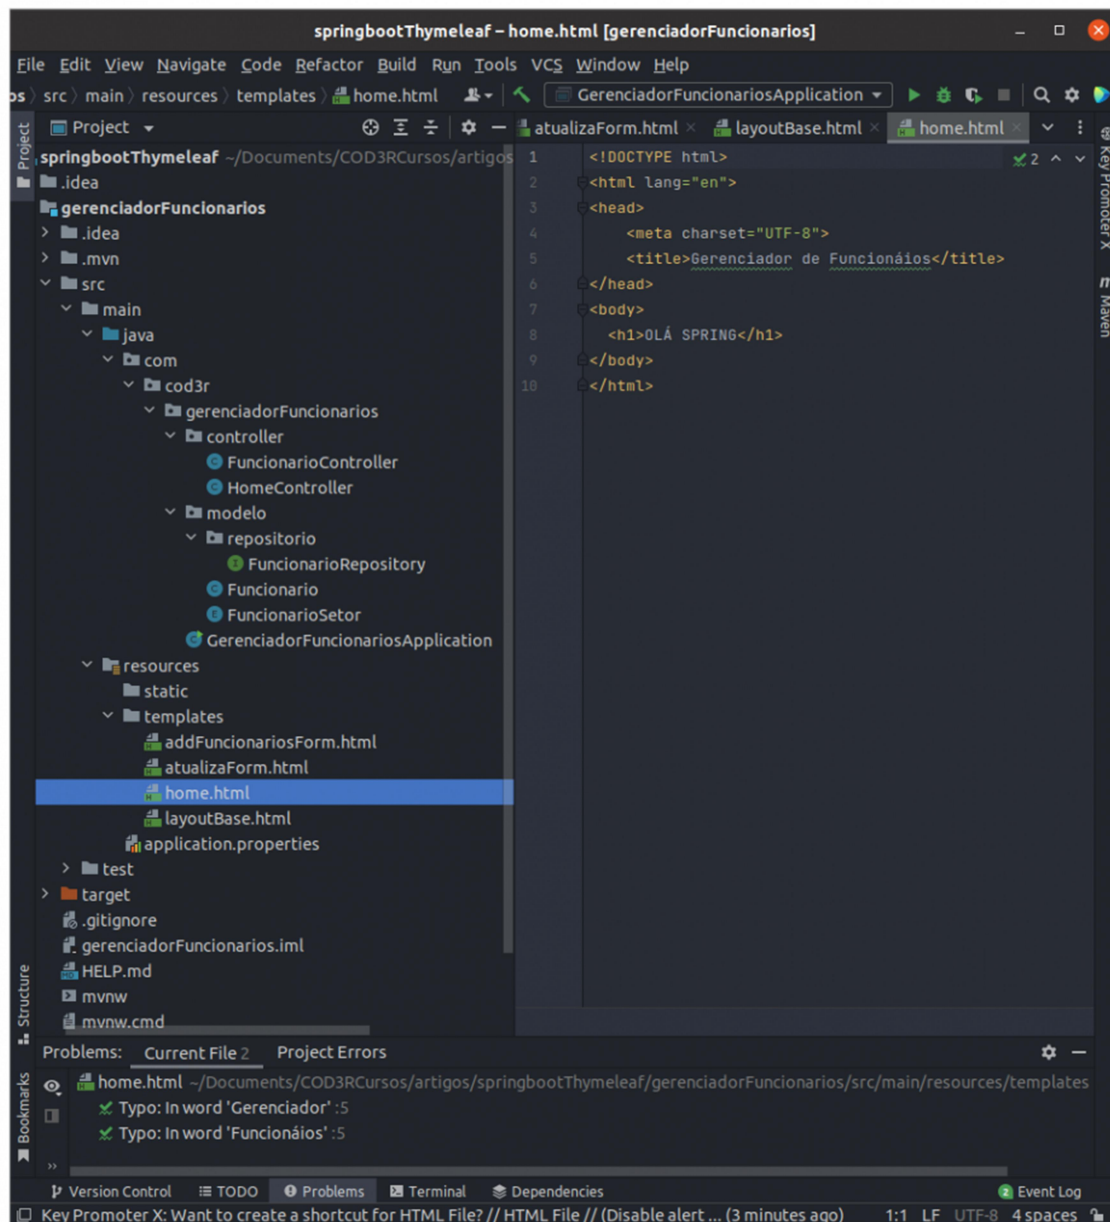 springbootThymeleaf – home.html [gerenciadorFuncionarios]
File Edit View Navigate Code Refactor Build Run Tools VCS Window Help
os src main resources templates home.html GerenciadorFuncionariosApplication
Project
Project
atualizaForm.html
layoutBase.html
home.html
springbootThymeleaf ~/Documents/COD3RCursos/artigos
.idea
gerenciadorFuncionarios
.idea
.mvn
src
main
java
com
cod3r
gerenciadorFuncionarios
controller
FuncionarioController
HomeController
modelo
repositorio
FuncionarioRepository
Funcionario
FuncionarioSetor
GerenciadorFuncionariosApplication
resources
static
templates
addFuncionariosForm.html
atualizaForm.html
home.html
layoutBase.html
application.properties
test
target
.gitignore
gerenciadorFuncionarios.iml
HELP.md
mvnw
mvnw.cmd
1 <!DOCTYPE html>
2 <html lang="en">
3 <head>
4 <meta charset="UTF-8">
5 <title>Gerenciador de Funcionáios</title>
6 </head>
7 <body>
8 <h1>OLÁ SPRING</h1>
9 </body>
10 </html>
2
Key Promoter X
Maven
Structure
Bookmarks
Problems: Current File 2 Project Errors
home.html ~/Documents/COD3RCursos/artigos/springbootThymeleaf/gerenciadorFuncionarios/src/main/resources/templates
Typo: In word 'Gerenciador' :5
Typo: In word 'Funcionáios' :5
Version Control TODO Problems Terminal Dependencies 2 Event Log
Key Promoter X: Want to create a shortcut for HTML File? // HTML File // (Disable alert ... (3 minutes ago) 1:1 LF UTF-8 4 spaces